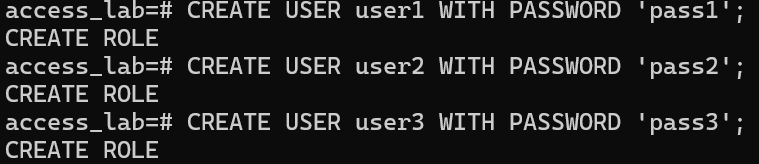 access_lab=# CREATE USER user1 WITH PASSWORD 'pass1';
CREATE ROLE
access_lab=# CREATE USER user2 WITH PASSWORD 'pass2';
CREATE ROLE
access_lab=# CREATE USER user3 WITH PASSWORD 'pass3';
CREATE ROLE